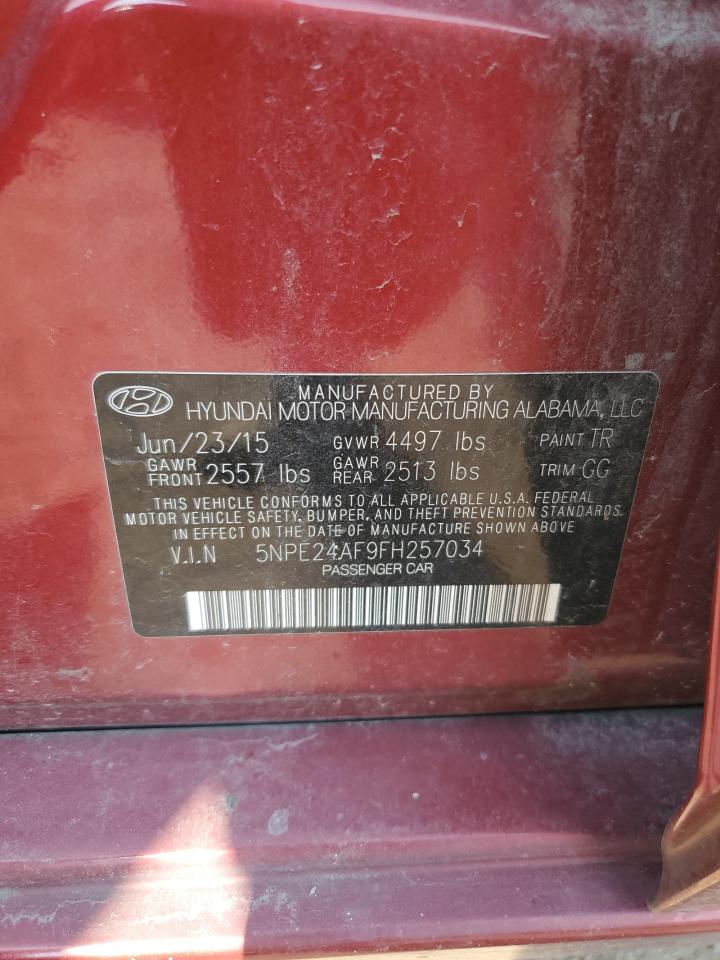 MANUFACTURED BY
HYUNDAI MOTOR MANUFACTURING ALABAMA, LLC
Jun/23/15 GVWR 4497 lbs PAINT TR
GAWR FRONT 2557 lbs GAWR REAR 2513 lbs TRIM GG
THIS VEHICLE CONFORMS TO ALL APPLICABLE U.S.A. FEDERAL
MOTOR VEHICLE SAFETY, BUMPER, AND THEFT PREVENTION STANDARDS
IN EFFECT ON THE DATE OF MANUFACTURE SHOWN ABOVE.
V.I.N 5NPE24AF9FH257034
PASSENGER CAR